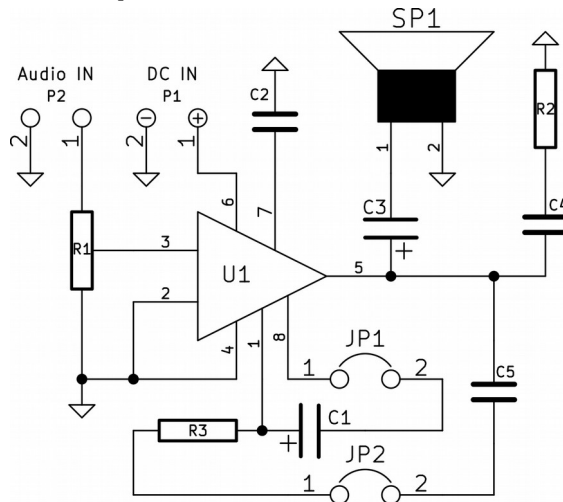 SP1
Audio IN
DC IN
P2
P1
C2
R2
2
1
2
1
1
2
− +
6
7
C3
C4
+
R1
3
U1
5
2
4
1
8
JP1
1
2
C5
R3
C1
+
JP2
1
2